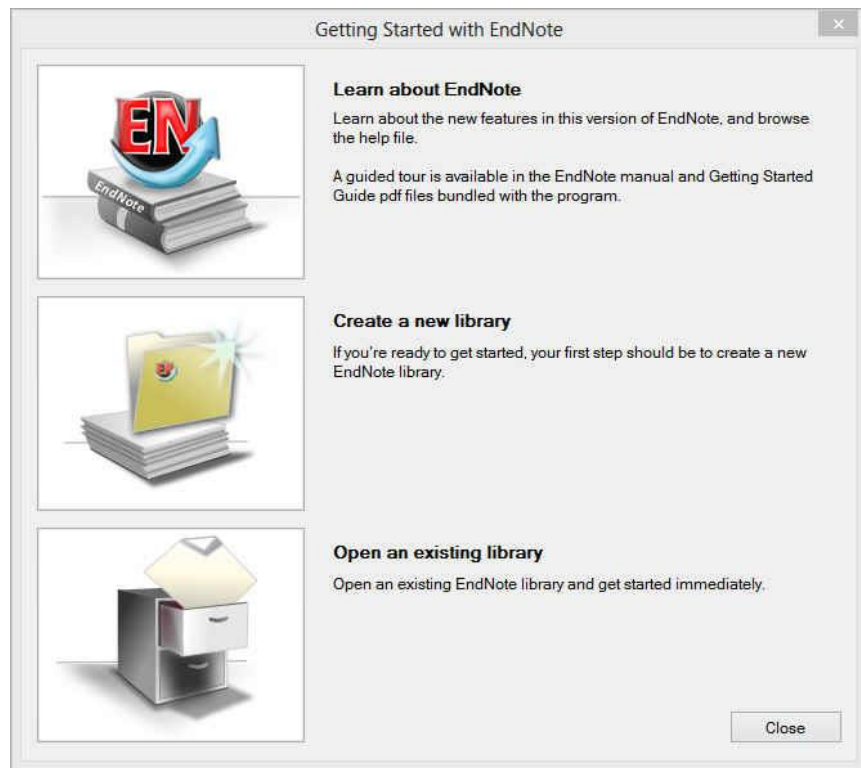 Getting Started with EndNote
EN
EndNote
Learn about EndNote
Learn about the new features in this version of EndNote, and browse
the help file.
A guided tour is available in the EndNote manual and Getting Started
Guide pdf files bundled with the program.
Create a new library
If you're ready to get started, your first step should be to create a new
EndNote library.
Open an existing library
Open an existing EndNote library and get started immediately.
Close